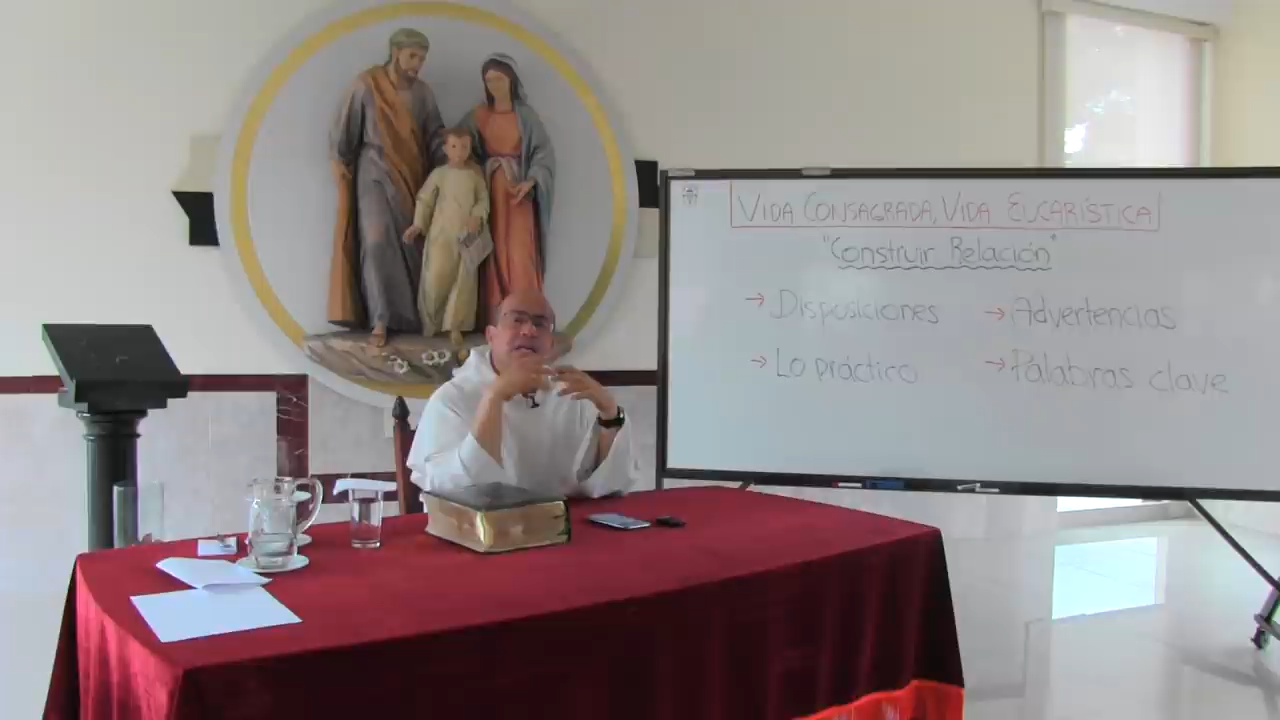 VIDA CONSAGRADA, VIDA EUCARÍSTICA
"Construir Relación"
→ Disposiciones → Advertencias
→ Lo práctico → Palabras clave